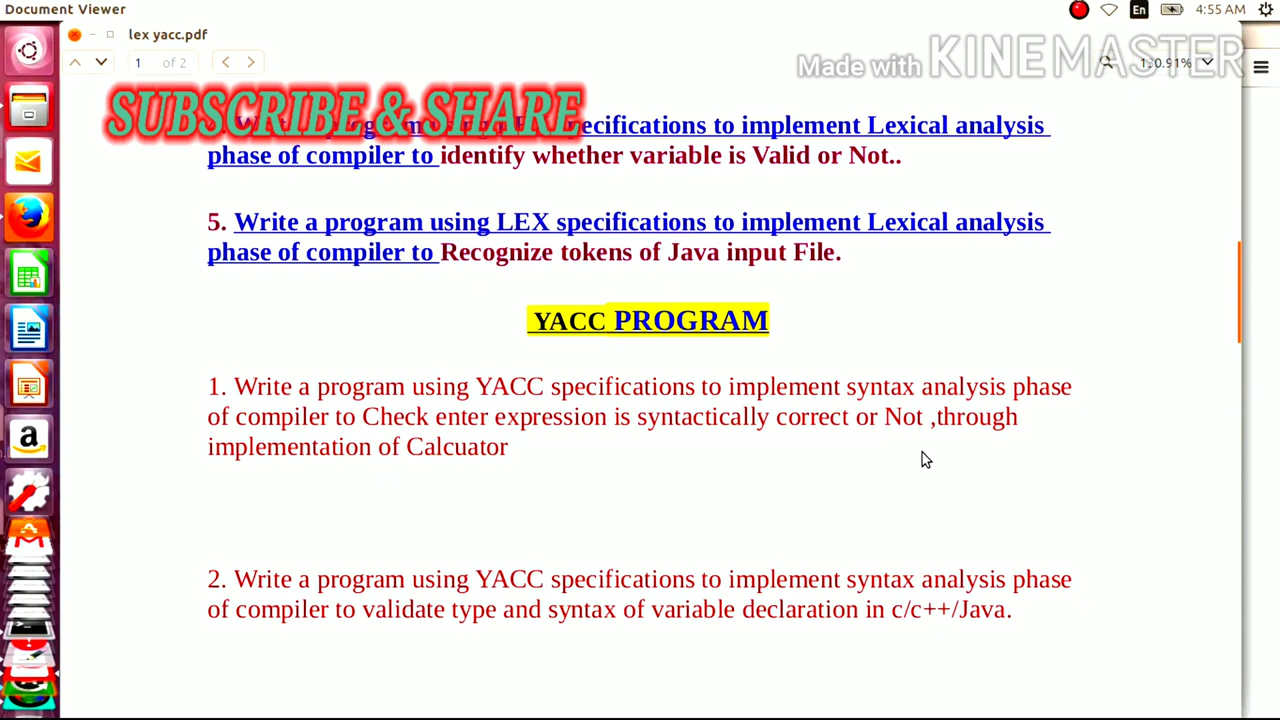 Document Viewer
En
4:55 AM
lex yacc.pdf
1 of 2
Made with KINEMASTER
SUBSCRIBE & SHARE
specifications to implement Lexical analysis
phase of compiler to identify whether variable is Valid or Not..
5. Write a program using LEX specifications to implement Lexical analysis
phase of compiler to Recognize tokens of Java input File.
YACC PROGRAM
1. Write a program using YACC specifications to implement syntax analysis phase
of compiler to Check enter expression is syntactically correct or Not ,through
implementation of Calcuator
2. Write a program using YACC specifications to implement syntax analysis phase
of compiler to validate type and syntax of variable declaration in c/c++/Java.